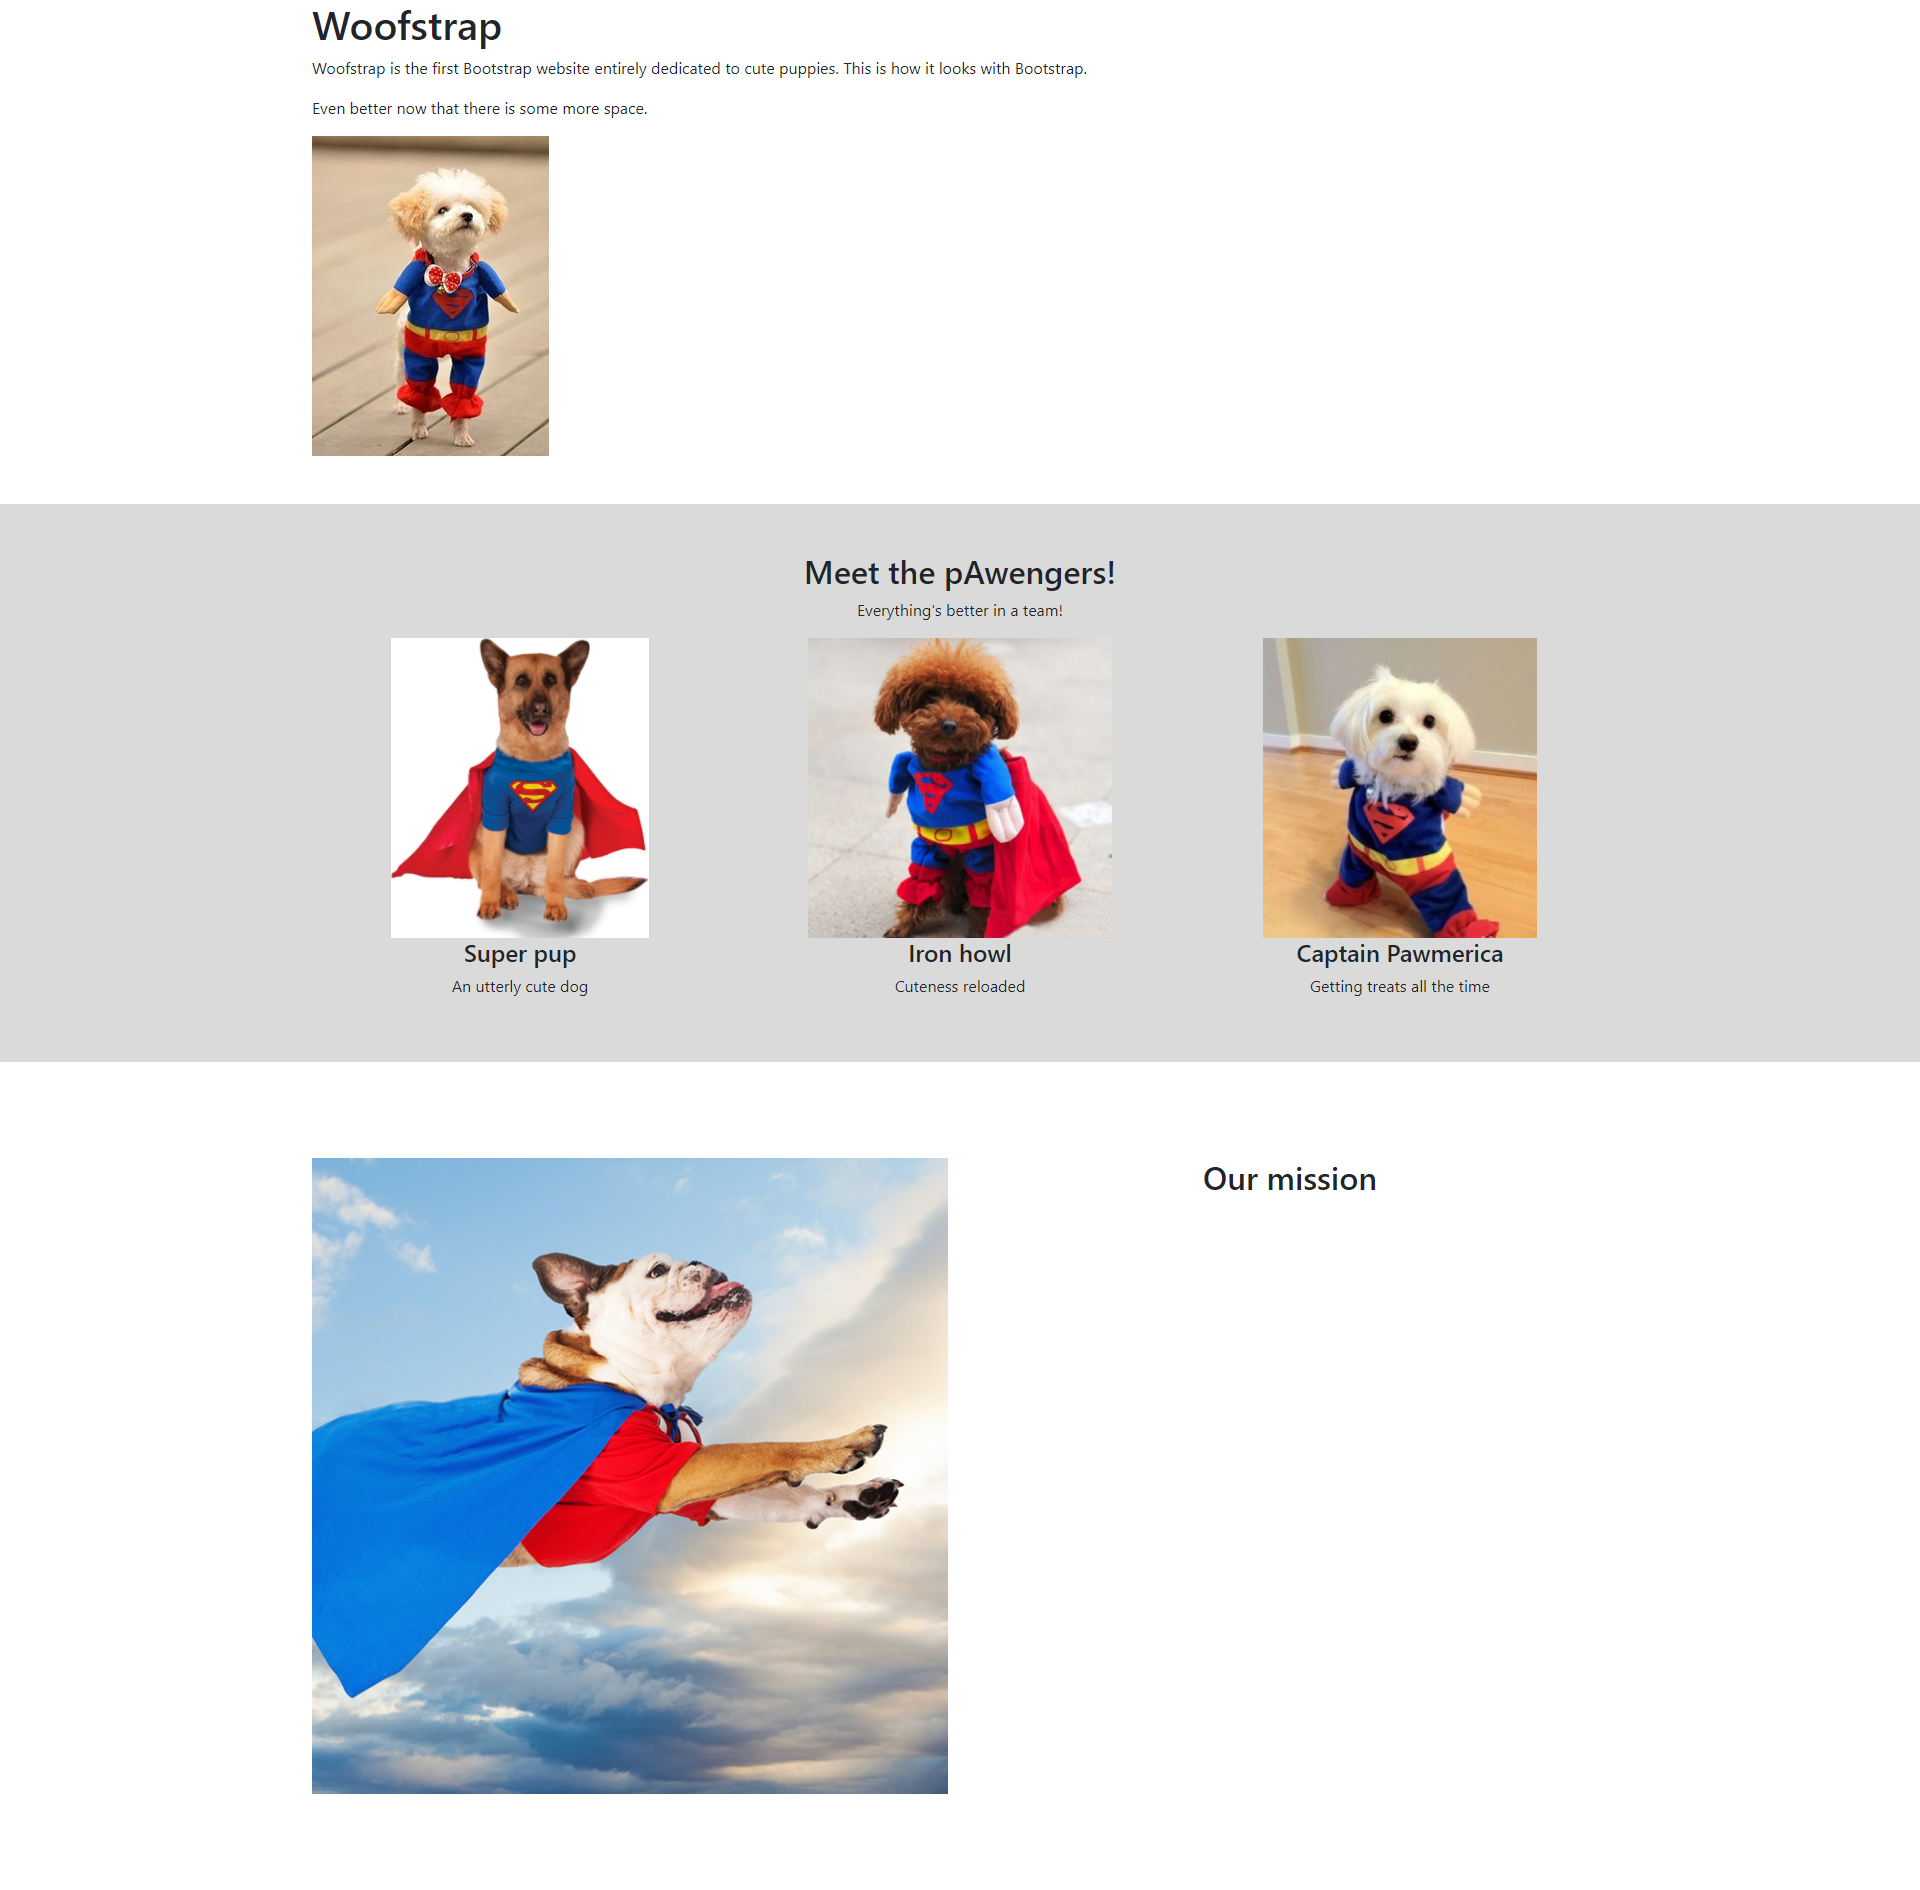 Woofstrap
Woofstrap is the first Bootstrap website entirely dedicated to cute puppies. This is how it looks with Bootstrap.
Even better now that there is some more space.
Meet the pAwengers!
Everything's better in a team!
Super pup
An utterly cute dog
Iron howl
Cuteness reloaded
Captain Pawmerica
Getting treats all the time
Our mission